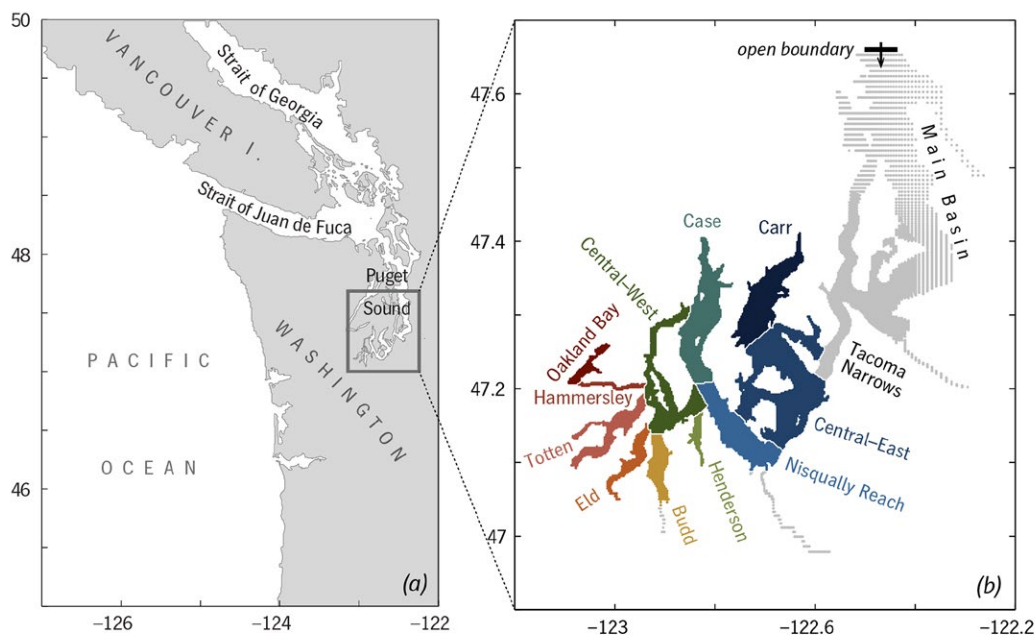 50
48
46
−126
−124
−122
VANCOUVER I.
Strait of Georgia
Strait of Juan de Fuca
Puget
Sound
WASHINGTON
PACIFIC
OCEAN
(a)
47.6
47.4
47.2
47
−123
−122.6
−122.2
open boundary
Main Basin
Case
Carr
Central–West
Oakland Bay
Hammersley
Totten
Eld
Budd
Henderson
Nisqually Reach
Central–East
Tacoma
Narrows
(b)